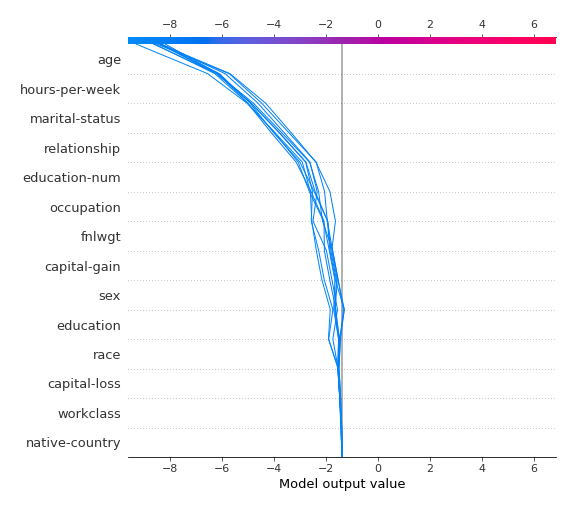 −8 −6 −4 −2 0 2 4 6
age
hours-per-week
marital-status
relationship
education-num
occupation
fnlwgt
capital-gain
sex
education
race
capital-loss
workclass
native-country
−8 −6 −4 −2 0 2 4 6
Model output value